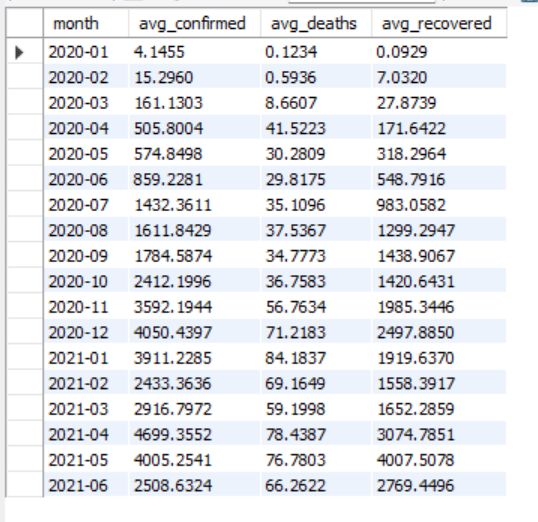 month avg_confirmed avg_deaths avg_recovered
2020-01 4.1455 0.1234 0.0929
2020-02 15.2960 0.5936 7.0320
2020-03 161.1303 8.6607 27.8739
2020-04 505.8004 41.5223 171.6422
2020-05 574.8498 30.2809 318.2964
2020-06 859.2281 29.8175 548.7916
2020-07 1432.3611 35.1096 983.0582
2020-08 1611.8429 37.5367 1299.2947
2020-09 1784.5874 34.7773 1438.9067
2020-10 2412.1996 36.7583 1420.6431
2020-11 3592.1944 56.7634 1985.3446
2020-12 4050.4397 71.2183 2497.8850
2021-01 3911.2285 84.1837 1919.6370
2021-02 2433.3636 69.1649 1558.3917
2021-03 2916.7972 59.1998 1652.2859
2021-04 4699.3552 78.4387 3074.7851
2021-05 4005.2541 76.7803 4007.5078
2021-06 2508.6324 66.2622 2769.4496